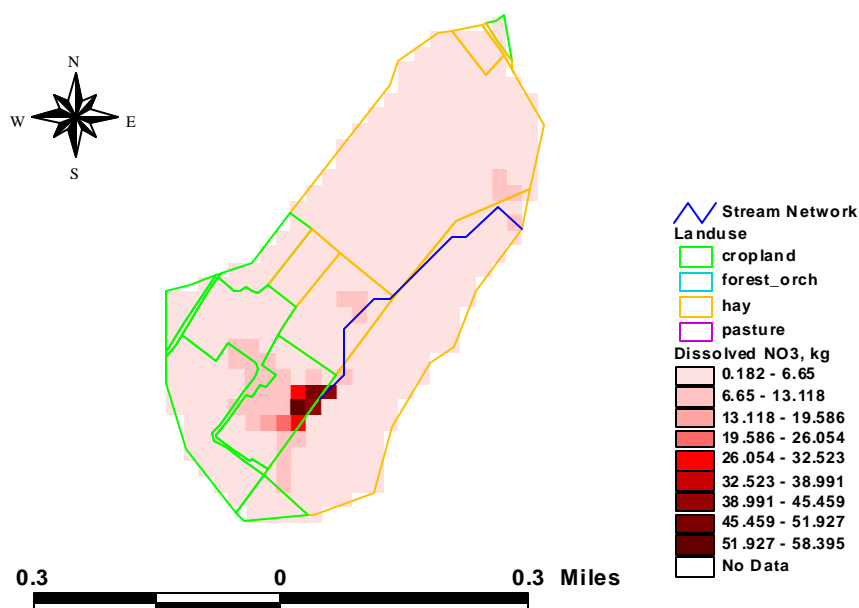 N
W E
S
Stream Network
Landuse
cropland
forest_orch
hay
pasture
Dissolved NO3, kg
0.182 - 6.65
6.65 - 13.118
13.118 - 19.586
19.586 - 26.054
26.054 - 32.523
32.523 - 38.991
38.991 - 45.459
45.459 - 51.927
51.927 - 58.395
No Data
0.3 0 0.3 Miles